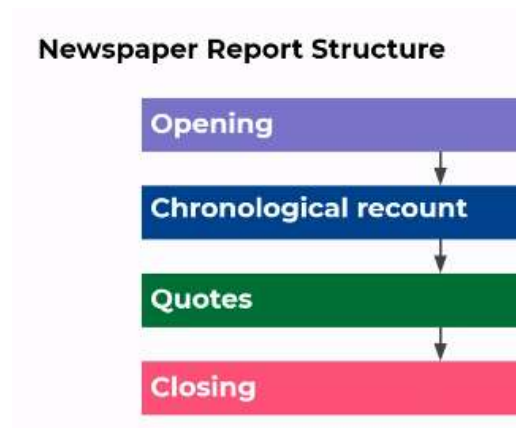 Newspaper Report Structure
Opening
Chronological recount
Quotes
Closing